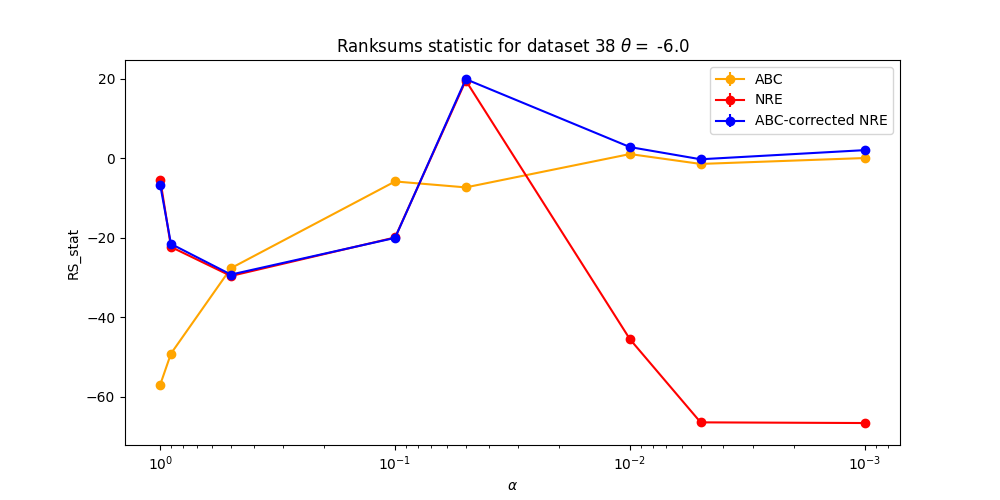 Ranksums statistic for dataset 38 θ = -6.0
ABC
NRE
ABC-corrected NRE
RS_stat
20
0
−20
−40
−60
10⁰
10⁻¹
10⁻²
10⁻³
α